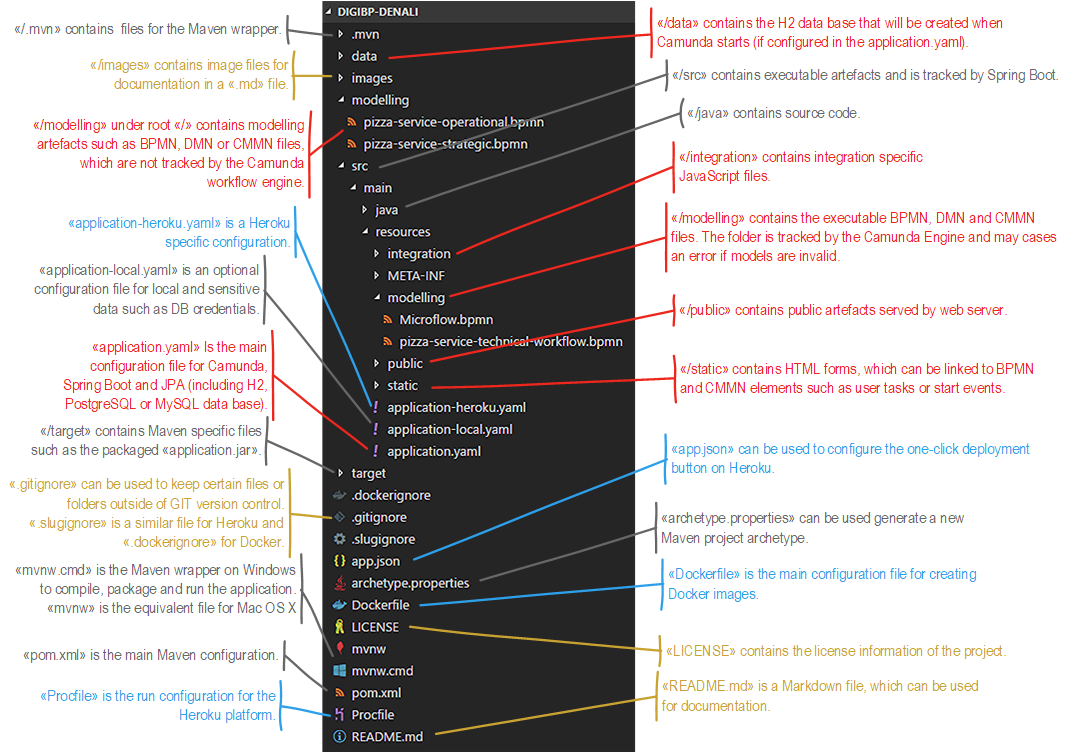 «/.mvn» contains  files for the Maven wrapper.
«/images» contains image files for
documentation in a «.md» file.
«/modelling» under root «/» contains modelling
artefacts such as BPMN, DMN or CMMN files,
which are not tracked by the Camunda
workflow engine.
«application-heroku.yaml» is a Heroku
specific configuration.
«application-local.yaml» is an optional
configuration file for local and sensitive
data such as DB credentials.
«application.yaml» Is the main
configuration file for Camunda,
Spring Boot and JPA (including H2,
PostgreSQL or MySQL data base).
«/target» contains Maven specific files
such as the packaged «application.jar».
«.gitignore» can be used to keep certain files or
folders outside of GIT version control.
«.slugignore» is a similar file for Heroku and
«.dockerignore» for Docker.
«mvnw.cmd» is the Maven wrapper on Windows
to compile, package and run the application.
«mvnw» is the equivalent file for Mac OS X
«pom.xml» is the main Maven configuration.
«Procfile» is the run configuration for the
Heroku platform.
DIGIBP-DENALI
.mvn
data
images
modelling
pizza-service-operational.bpmn
pizza-service-strategic.bpmn
src
main
java
resources
integration
META-INF
modelling
Microflow.bpmn
pizza-service-technical-workflow.bpmn
public
static
application-heroku.yaml
application-local.yaml
application.yaml
target
.dockerignore
.gitignore
.slugignore
app.json
archetype.properties
Dockerfile
LICENSE
mvnw
mvnw.cmd
pom.xml
Procfile
README.md
«/data» contains the H2 data base that will be created when
Camunda starts (if configured in the application.yaml).
«/src» contains executable artefacts and is tracked by Spring Boot.
«/java» contains source code.
«/integration» contains integration specific
JavaScript files.
«/modelling» contains the executable BPMN, DMN and CMMN
files. The folder is tracked by the Camunda Engine and may cases
an error if models are invalid.
«/public» contains public artefacts served by web server.
«/static» contains HTML forms, which can be linked to BPMN
and CMMN elements such as user tasks or start events.
«app.json» can be used to configure the one-click deployment
button on Heroku.
«archetype.properties» can be used generate a new
Maven project archetype.
«Dockerfile» is the main configuration file for creating
Docker images.
«LICENSE» contains the license information of the project.
«README.md» is a Markdown file, which can be used
for documentation.